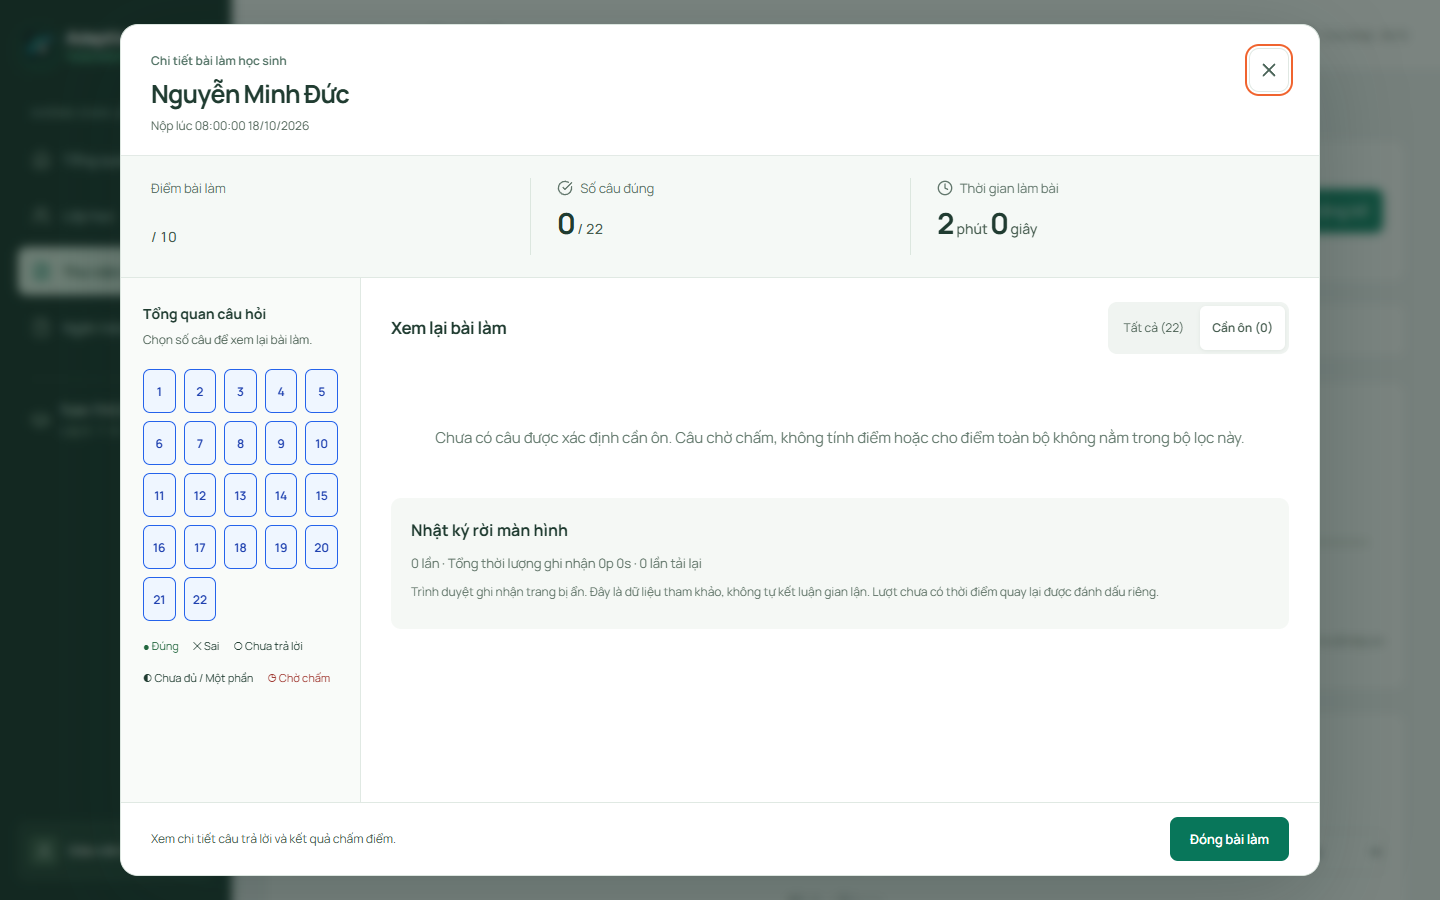 Chi tiết bài làm học sinh
Nguyễn Minh Đức
Nộp lúc 08:00:00 18/10/2026
Điểm bài làm
/ 10
Số câu đúng
0 / 22
Thời gian làm bài
2 phút 0 giây
Tổng quan câu hỏi
Chọn số câu để xem lại bài làm.
1 2 3 4 5
6 7 8 9 10
11 12 13 14 15
16 17 18 19 20
21 22
Đúng Sai Chưa trả lời
Chưa đủ / Một phần Chờ chấm
Xem lại bài làm
Tất cả (22) Cần ôn (0)
Chưa có câu được xác định cần ôn. Câu chờ chấm, không tính điểm hoặc cho điểm toàn bộ không nằm trong bộ lọc này.
Nhật ký rời màn hình
0 lần · Tổng thời lượng ghi nhận 0p 0s · 0 lần tải lại
Trình duyệt ghi nhận trang bị ẩn. Đây là dữ liệu tham khảo, không tự kết luận gian lận. Lượt chưa có thời điểm quay lại được đánh dấu riêng.
Xem chi tiết câu trả lời và kết quả chấm điểm.
Đóng bài làm